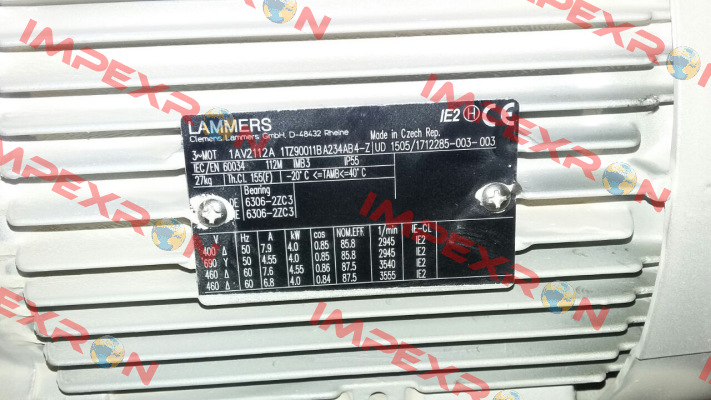 IMPEXRON
IMPEXRON
IMPEXRON
LAMMERS
IE2 H CE
Clemens Lammers GmbH, D-48432 Rheine
Made in Czech Rep.
3~MOT 1AV2112A 1TZ90011BA234AB4-Z UD 1505/1712285-003-003
IEC/EN 60034 112M IMB3 IP55
27kg Th.Cl. 155(F) -20°C <=TAMB<=40°C
Bearing
DE 6306-2ZC3
6306-2ZC3
V Hz A kW cos NOM.EFF 1/min IE-CL
400 Δ 50 7.9 4.0 0.85 85.8 2945 IE2
690 Y 50 4.55 4.0 0.85 85.8 2945 IE2
460 Δ 60 7.6 4.55 0.86 87.5 3540 IE2
460 Δ 60 6.8 4.0 0.84 87.5 3555 IE2
IMPEXRON
IMPEXRON